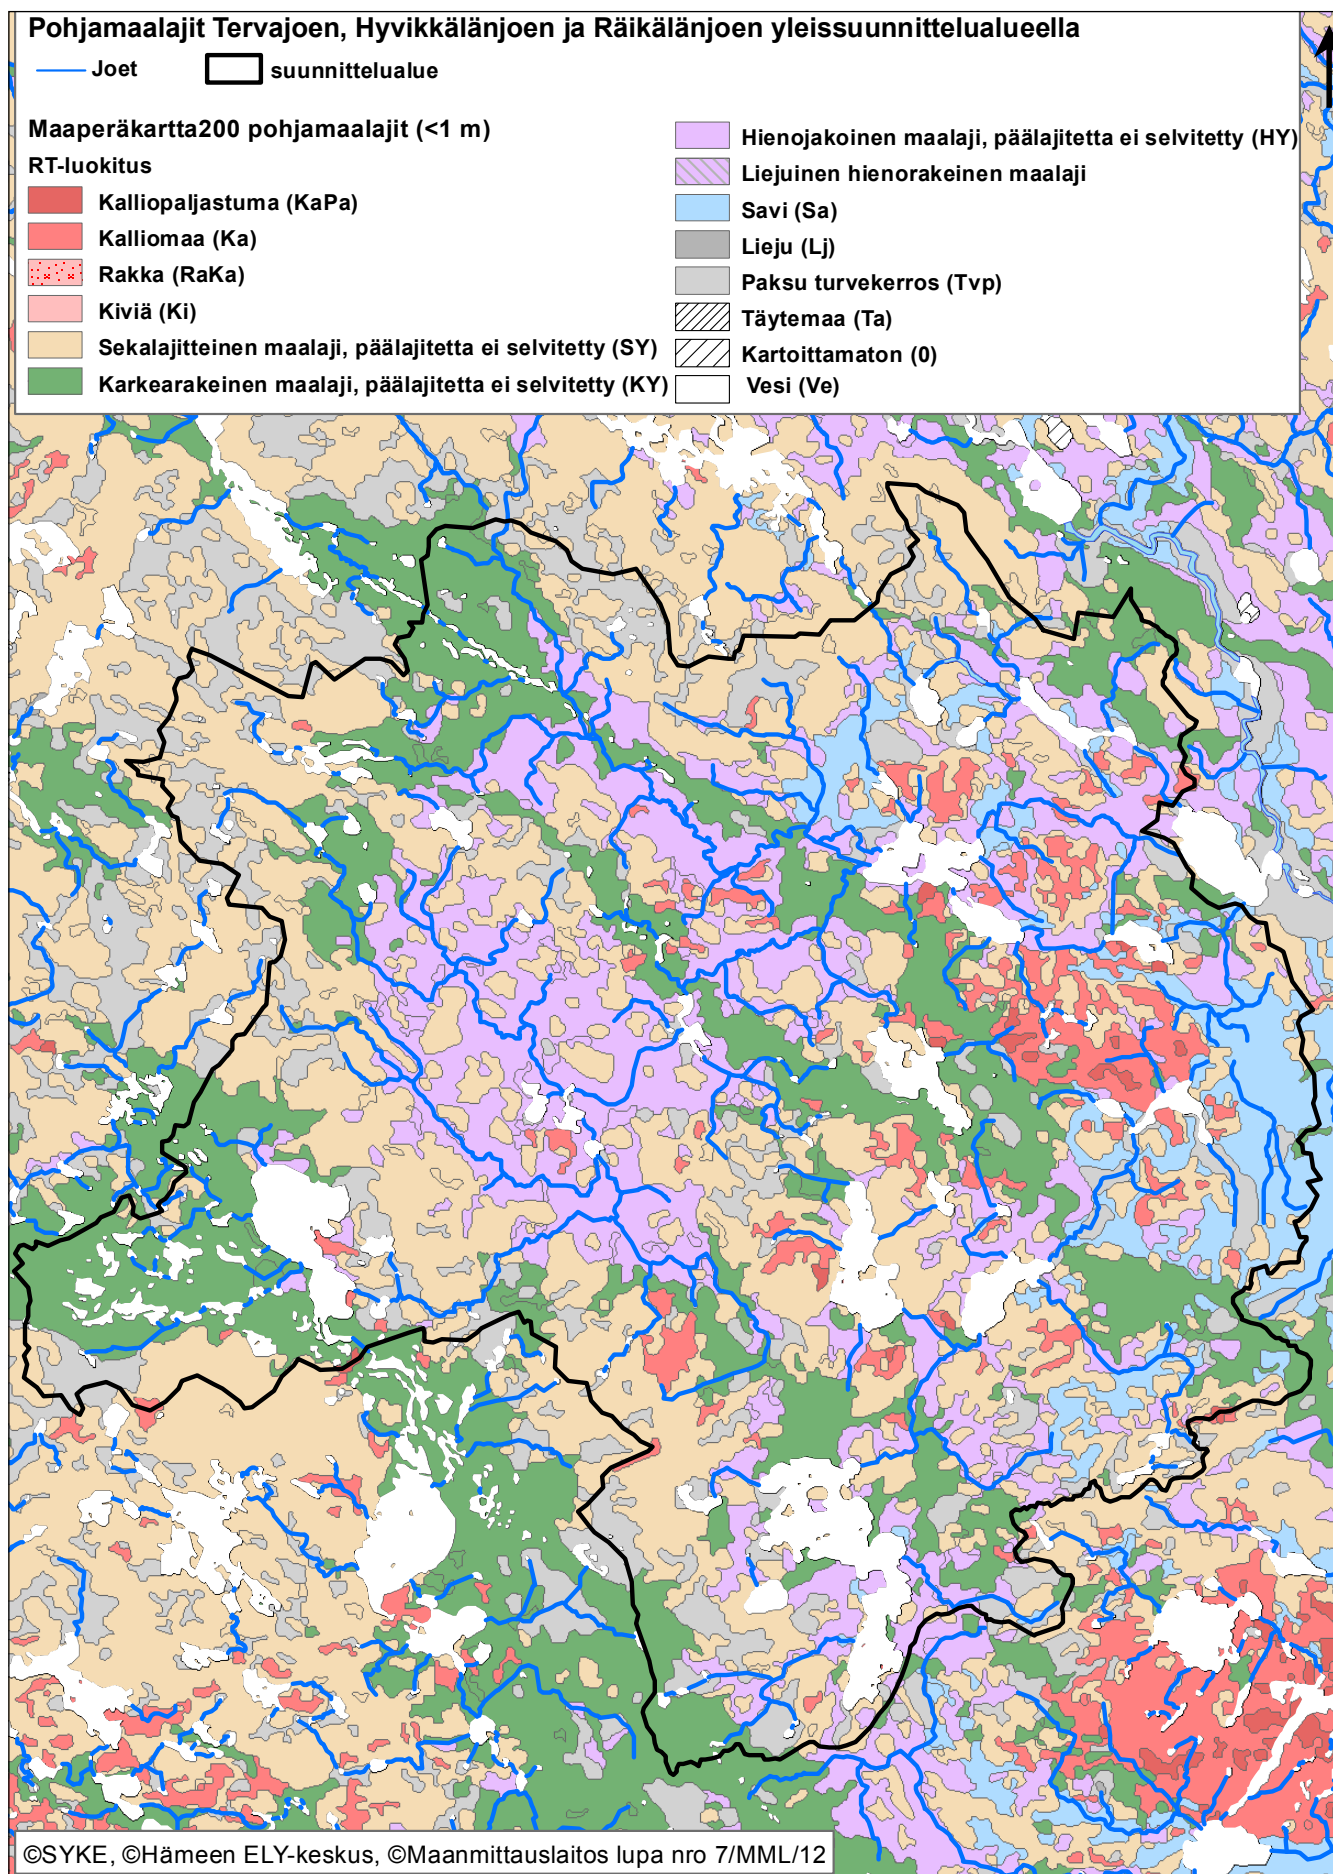 Pohjamaalajit Tervajoen, Hyvikkälänjoen ja Räikälänjoen yleissuunnittelualueella
Joet
suunnittelualue
Maaperäkartta200 pohjamaalajit (<1 m)
RT-luokitus
Kalliopaljastuma (KaPa)
Kalliomaa (Ka)
Rakka (RaKa)
Kiviä (Ki)
Sekalajitteinen maalaji, päälajitetta ei selvitetty (SY)
Karkearakeinen maalaji, päälajitetta ei selvitetty (KY)
Hienojakoinen maalaji, päälajitetta ei selvitetty (HY)
Liejuinen hienorakeinen maalaji
Savi (Sa)
Lieju (Lj)
Paksu turvekerros (Tvp)
Täytemaa (Ta)
Kartoittamaton (0)
Vesi (Ve)
©SYKE, ©Hämeen ELY-keskus, ©Maanmittauslaitos lupa nro 7/MML/12